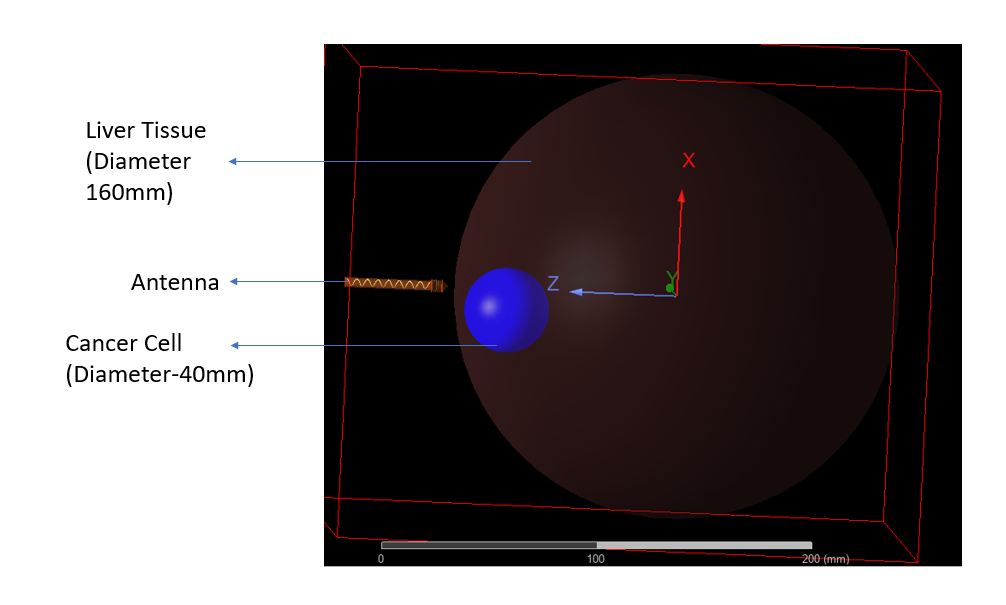 Liver Tissue
(Diameter
160mm)
X
Antenna
Z
Y
Cancer Cell
(Diameter-40mm)
0
100
200 (mm)